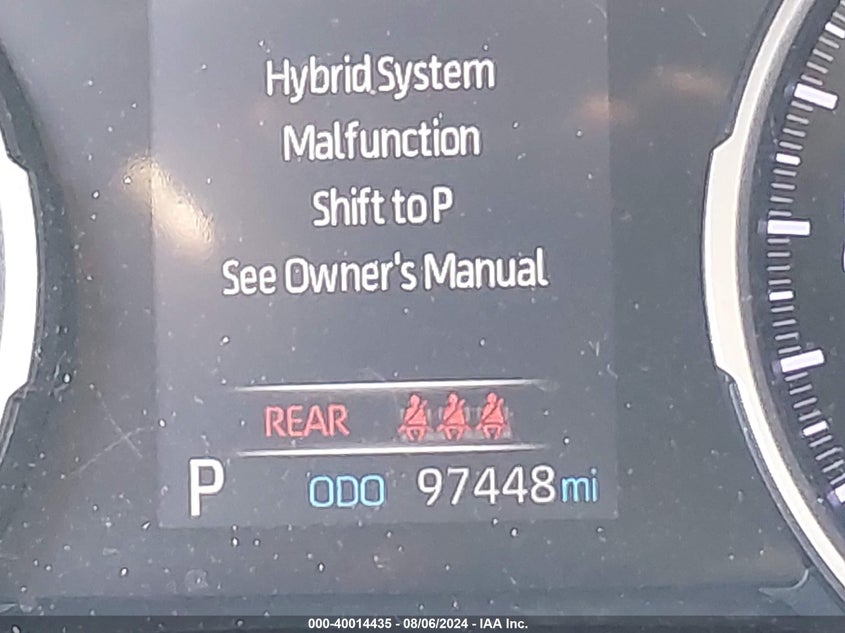 Hybrid System
Malfunction
Shift to P
See Owner's Manual
REAR
P ODO 97448 mi
000-40014435 - 08/06/2024 - IAA Inc.